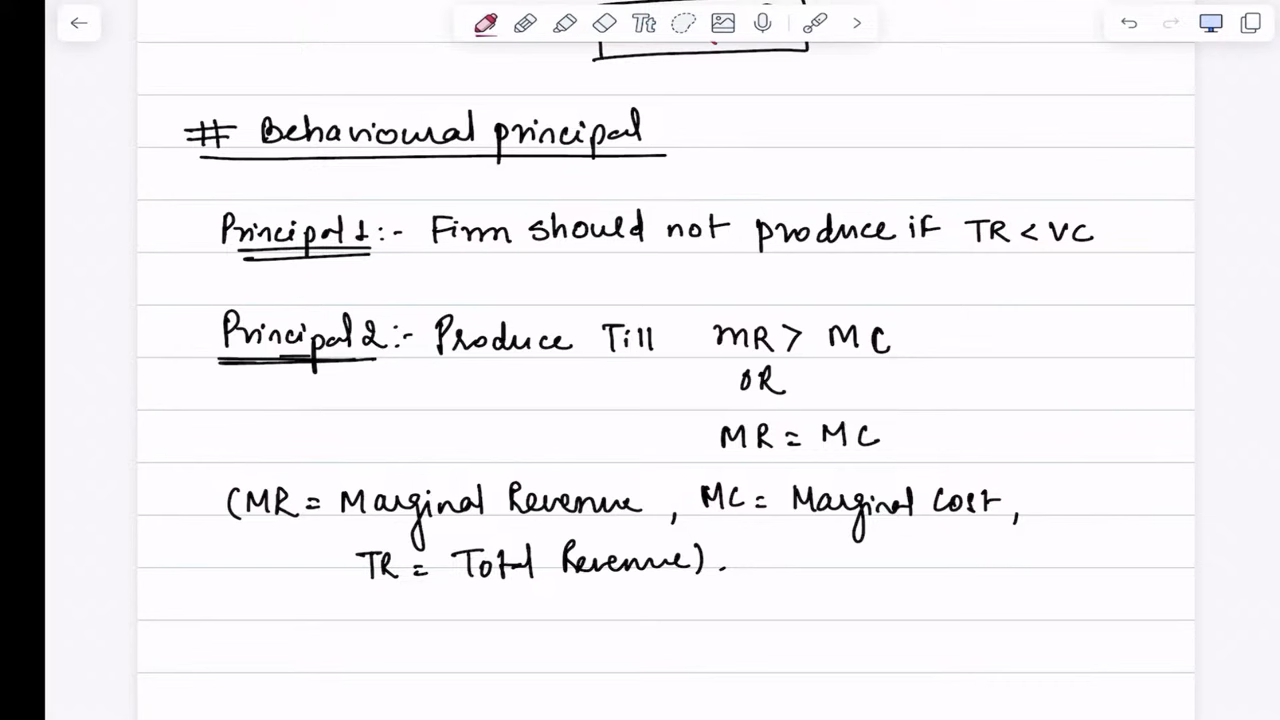 Tt
# Behavioural principal
Principal 1:- Firm should not produce if TR < VC
Principal 2:- Produce Till MR > MC
OR
MR = MC
(MR = Marginal Revenue, MC = Marginal Cost,
TR = Total Revenue).